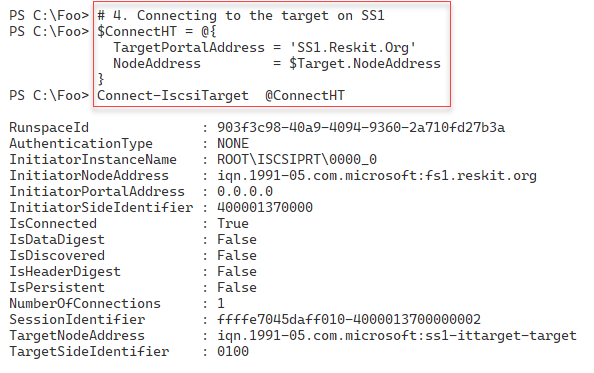 PS C:\Foo> # 4. Connecting to the target on SS1
PS C:\Foo> $ConnectHT = @{
  TargetPortalAddress = 'SS1.Reskit.Org'
  NodeAddress         = $Target.NodeAddress
}
PS C:\Foo> Connect-IscsiTarget  @ConnectHT

RunspaceId              : 903f3c98-40a9-4094-9360-2a710fd27b3a
AuthenticationType      : NONE
InitiatorInstanceName   : ROOT\ISCSIPRT\0000_0
InitiatorNodeAddress    : iqn.1991-05.com.microsoft:fs1.reskit.org
InitiatorPortalAddress  : 0.0.0.0
InitiatorSideIdentifier : 400001370000
IsConnected             : True
IsDataDigest            : False
IsDiscovered            : False
IsHeaderDigest          : False
IsPersistent            : False
NumberOfConnections     : 1
SessionIdentifier       : ffffe7045daff010-4000013700000002
TargetNodeAddress       : iqn.1991-05.com.microsoft:ss1-ittarget-target
TargetSideIdentifier    : 0100